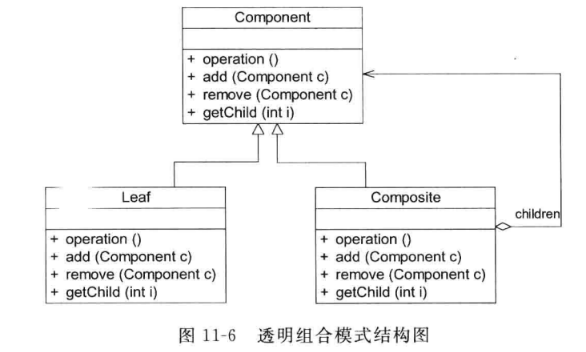 Component
+ operation ()
+ add (Component c)
+ remove (Component c)
+ getChild (int i)
Leaf
+ operation ()
+ add (Component c)
+ remove (Component c)
+ getChild (int i)
Composite
children
+ operation ()
+ add (Component c)
+ remove (Component c)
+ getChild (int i)
图 11-6 透明组合模式结构图